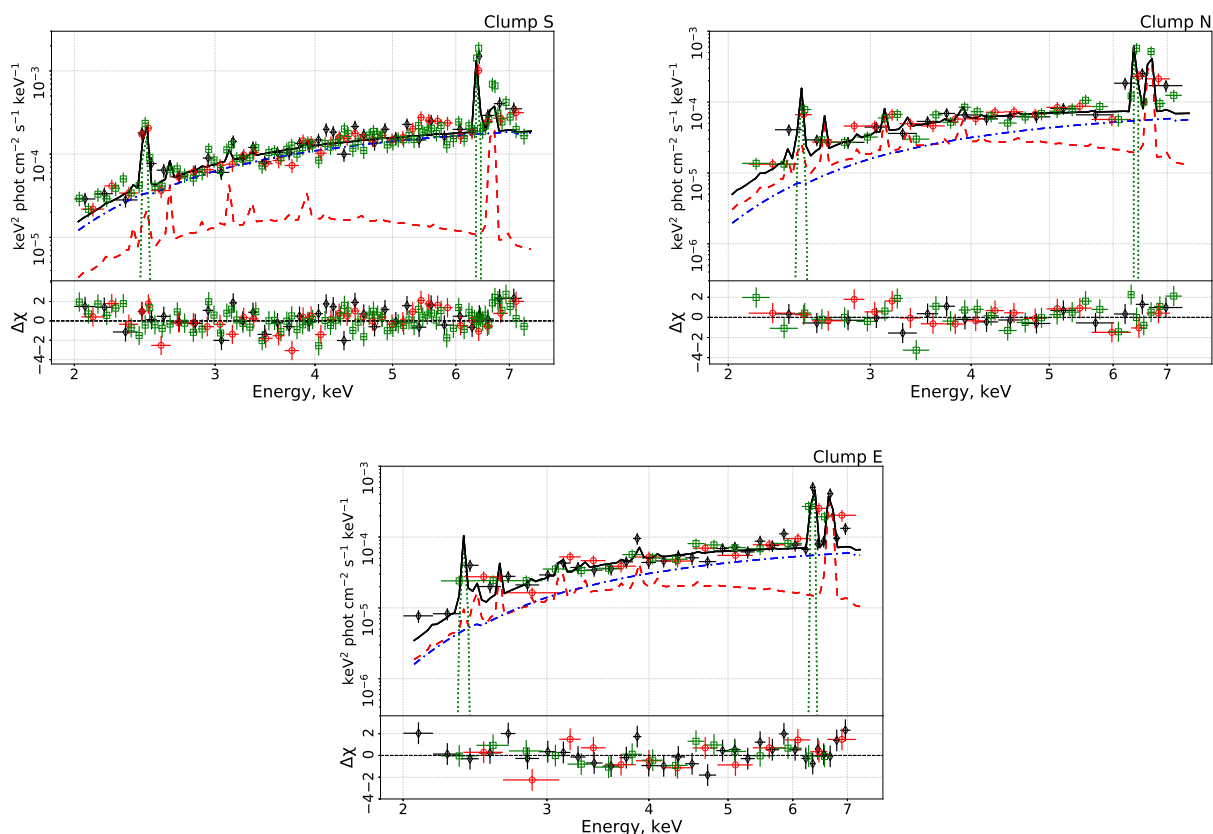 Clump S
keV² phot cm⁻² s⁻¹ keV⁻¹
10⁻³
10⁻⁴
10⁻⁵
Δχ
2
0
−2
−4
2 3 4 5 6 7
Energy, keV
Clump N
keV² phot cm⁻² s⁻¹ keV⁻¹
10⁻³
10⁻⁴
10⁻⁵
10⁻⁶
Δχ
2
0
−2
−4
2 3 4 5 6 7
Energy, keV
Clump E
keV² phot cm⁻² s⁻¹ keV⁻¹
10⁻³
10⁻⁴
10⁻⁵
10⁻⁶
Δχ
2
0
−2
−4
2 3 4 5 6 7
Energy, keV